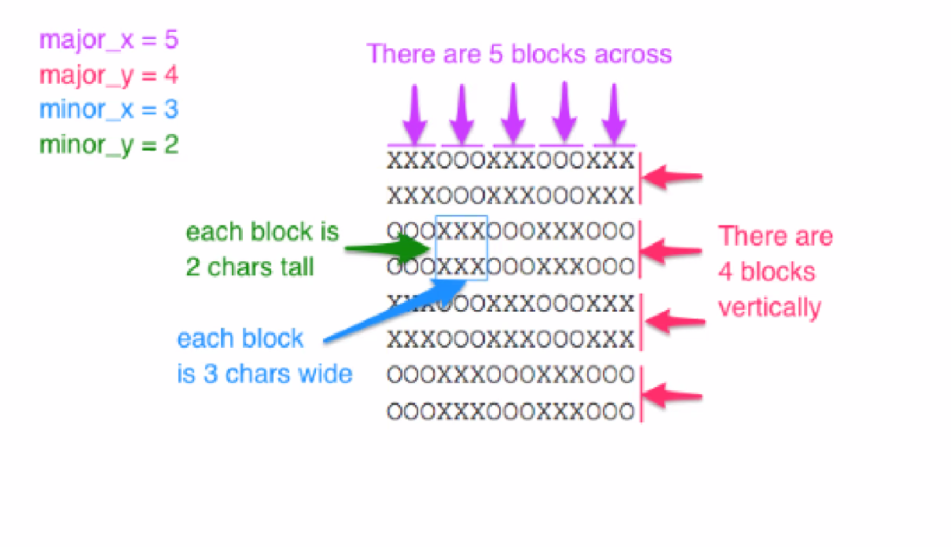 major_x = 5
major_y = 4
minor_x = 3
minor_y = 2
There are 5 blocks across
XXXOOOXXXOOOXXX
XXXOOOXXXOOOXXX
OOOXXXOOOXXXOOO
OOOXXXOOOXXXOOO
XXXOOOXXXOOOXXX
XXXOOOXXXOOOXXX
OOOXXXOOOXXXOOO
OOOXXXOOOXXXOOO
each block is
2 chars tall
each block
is 3 chars wide
There are
4 blocks
vertically